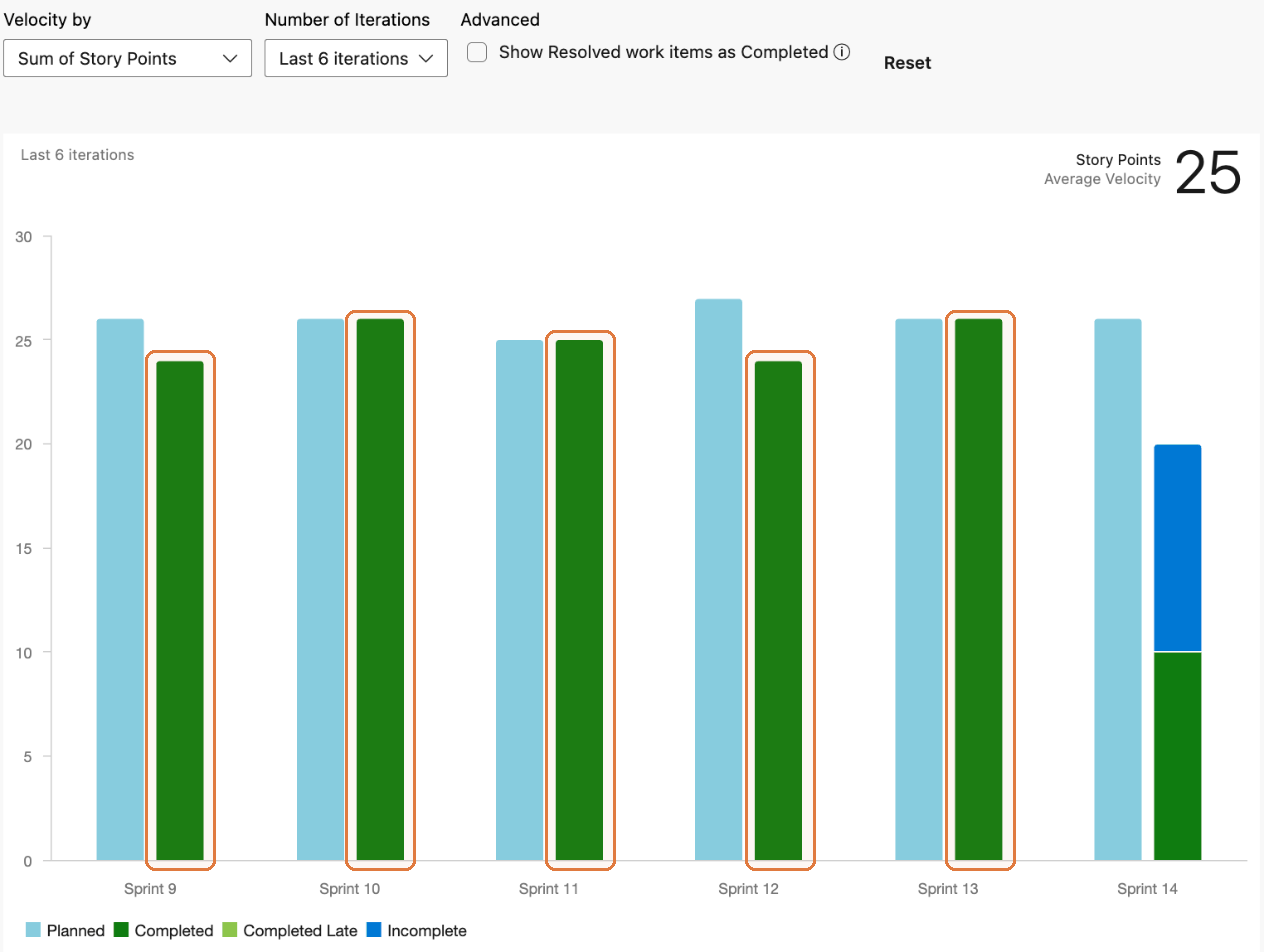 Velocity by
Number of Iterations
Advanced
Sum of Story Points
Last 6 iterations
Show Resolved work items as Completed
Reset
Last 6 iterations
Story Points
Average Velocity
25
30
25
20
15
10
5
0
Sprint 9
Sprint 10
Sprint 11
Sprint 12
Sprint 13
Sprint 14
Planned
Completed
Completed Late
Incomplete